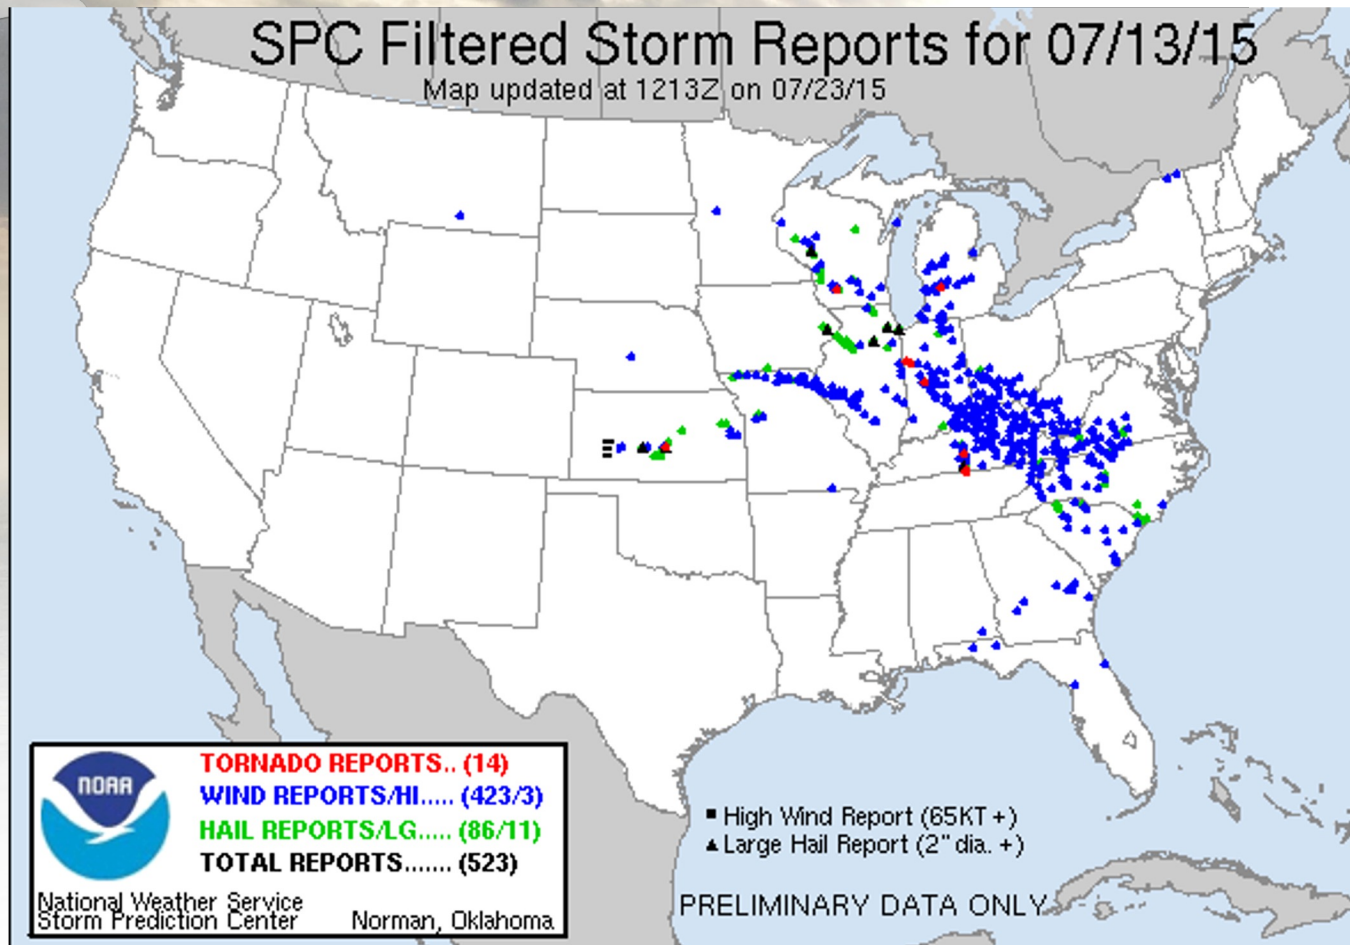 SPC Filtered Storm Reports for 07/13/15
Map updated at 1213Z on 07/23/15
NOAA
TORNADO REPORTS.. (14)
WIND REPORTS/HI..... (423/3)
HAIL REPORTS/LG..... (86/11)
TOTAL REPORTS....... (523)
National Weather Service
Storm Prediction Center Norman, Oklahoma
High Wind Report (65KT +)
Large Hail Report (2" dia. +)
PRELIMINARY DATA ONLY